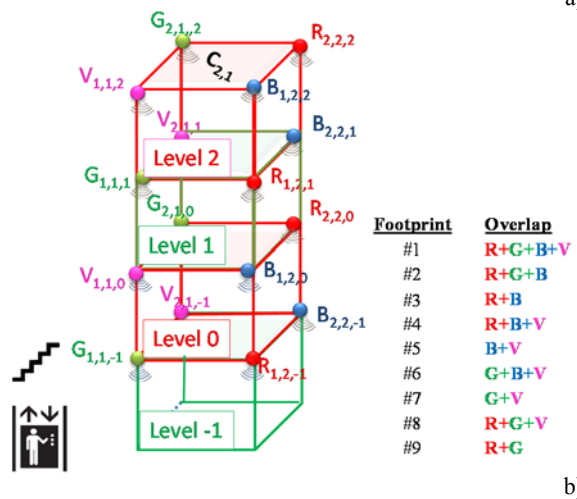 a)
G2,1,,2
R2,2,2
C2,1
V1,1,2
B1,2,2
V2,1,1
B2,2,1
Level 2
G1,1,1
R1,2,1
G2,1,0
R2,2,0
Level 1
V1,1,0
B1,2,0
V2,1,-1
B2,2,-1
Level 0
G1,1,-1
R1,2,-1
Level -1
Footprint Overlap
#1 R+G+B+V
#2 R+G+B
#3 R+B
#4 R+B+V
#5 B+V
#6 G+B+V
#7 G+V
#8 R+G+V
#9 R+G
b)